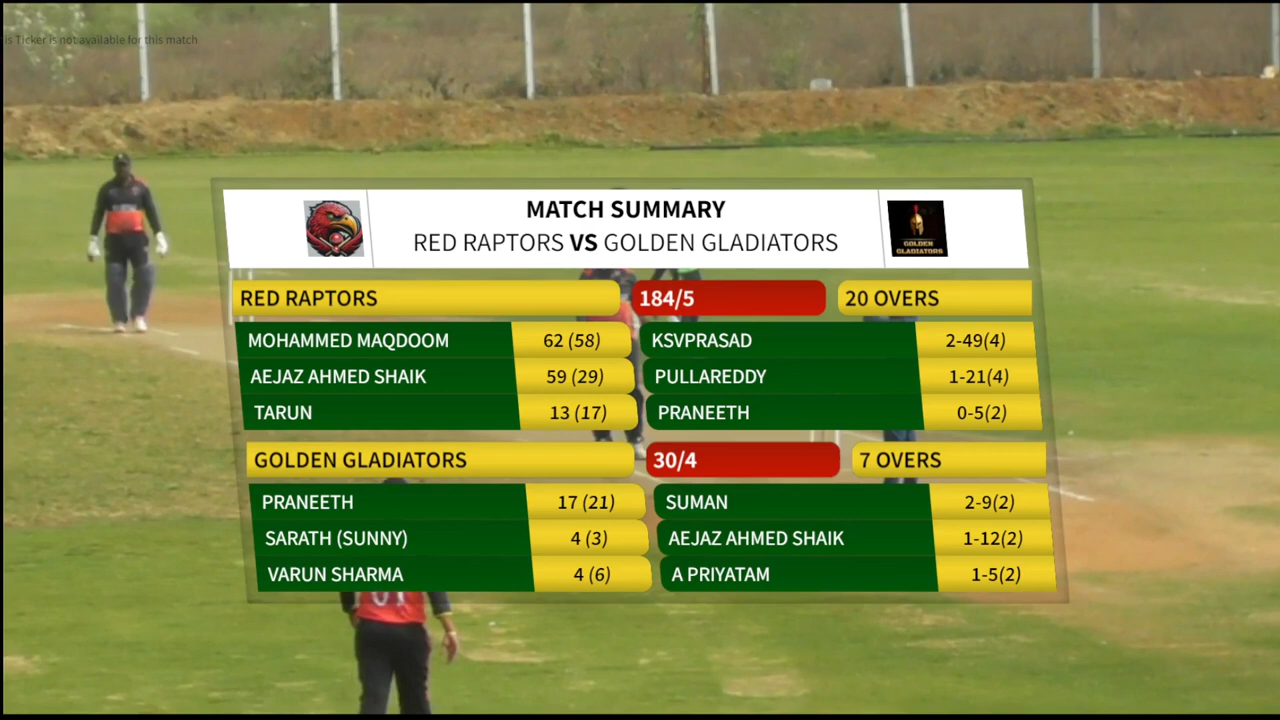 is Ticker is not available for this match
MATCH SUMMARY
RED RAPTORS VS GOLDEN GLADIATORS
GOLDEN
GLADIATORS
RED RAPTORS 184/5 20 OVERS
MOHAMMED MAQDOOM 62 (58) KSVPRASAD 2-49(4)
AEJAZ AHMED SHAIK 59 (29) PULLAREDDY 1-21(4)
TARUN 13 (17) PRANEETH 0-5(2)
GOLDEN GLADIATORS 30/4 7 OVERS
PRANEETH 17 (21) SUMAN 2-9(2)
SARATH (SUNNY) 4 (3) AEJAZ AHMED SHAIK 1-12(2)
VARUN SHARMA 4 (6) A PRIYATAM 1-5(2)